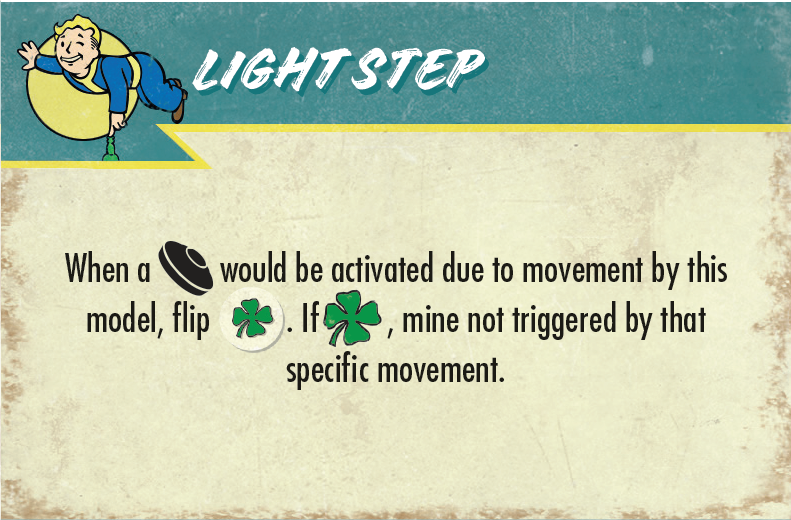 LIGHT STEP
When a would be activated due to movement by this
model, flip . If , mine not triggered by that
specific movement.